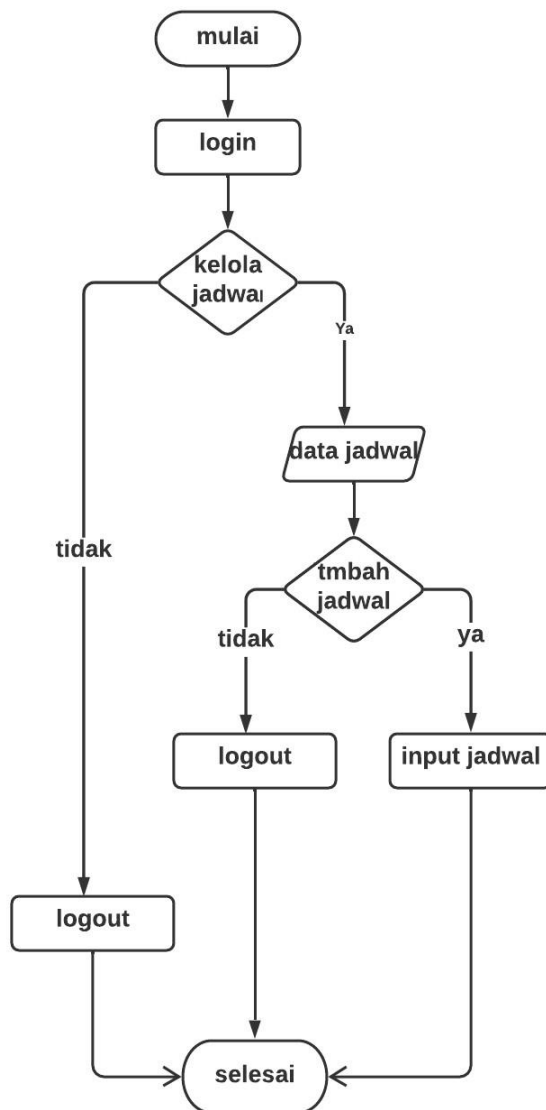 mulai
login
kelola
jadwal
Ya
data jadwal
tidak
tmbah
jadwal
tidak
ya
logout
input jadwal
logout
selesai